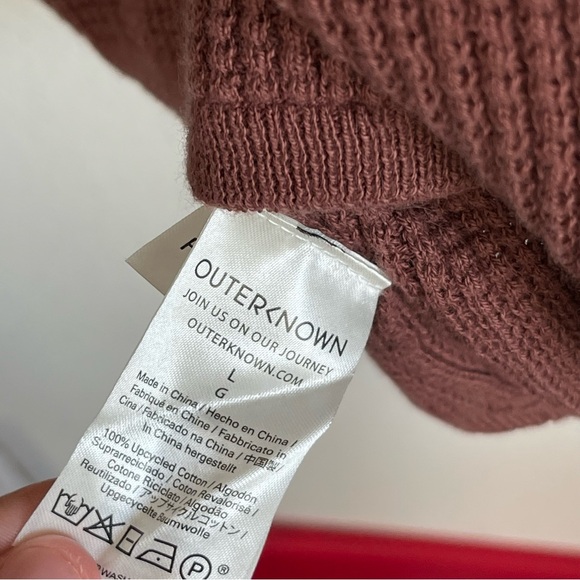 A
OUTERKNOWN
JOIN US ON OUR JOURNEY
OUTERKNOWN.COM
L
G
Made in China / Hecho en China /
Fabriqué en Chine / Fabbricato in
Cina / Fabricado na China / 中国製 /
In China hergestellt
100% Upcycled Cotton / Algodón
Suprarreciclado / Coton Revalorisé /
Cotone Riciclato / Algodão
Reutilizado / アップサイクルコットン /
Upgecycelte Baumwolle
P